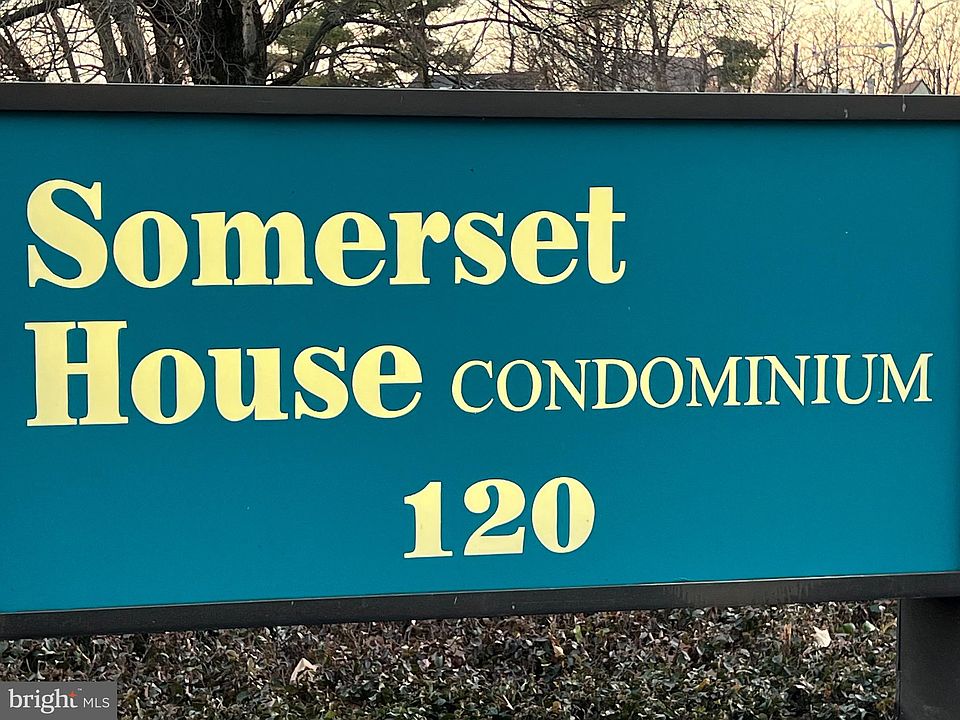 Somerset
House CONDOMINIUM
120
bright MLS